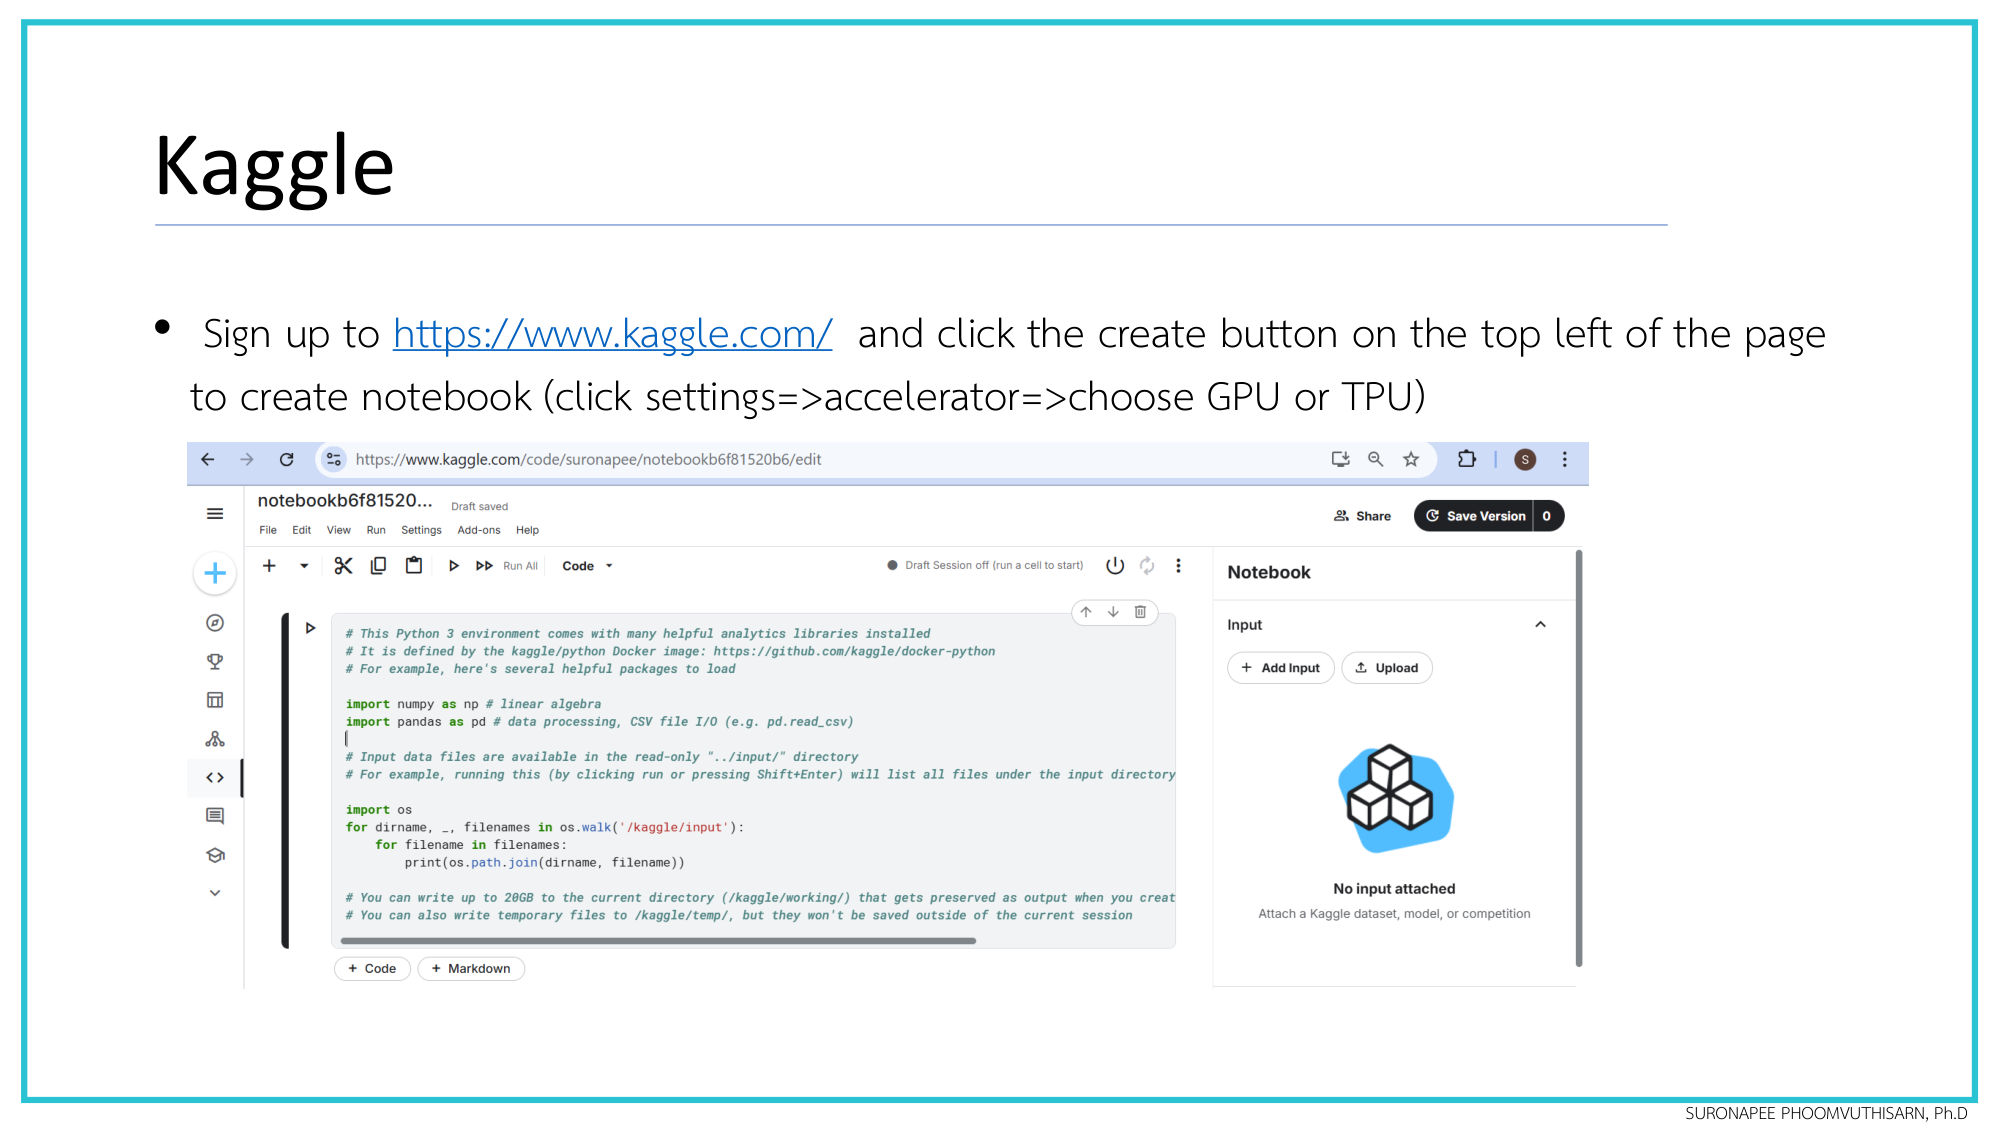 Kaggle
• Sign up to https://www.kaggle.com/ and click the create button on the top left of the page
to create notebook (click settings=>accelerator=>choose GPU or TPU)
https://www.kaggle.com/code/suronapee/notebookb6f81520b6/edit
S
notebookb6f81520... Draft saved
File Edit View Run Settings Add-ons Help
Share
Save Version 0
Run All Code
Draft Session off (run a cell to start)
# This Python 3 environment comes with many helpful analytics libraries installed
# It is defined by the kaggle/python Docker image: https://github.com/kaggle/docker-python
# For example, here's several helpful packages to load
import numpy as np # linear algebra
import pandas as pd # data processing, CSV file I/O (e.g. pd.read_csv)
# Input data files are available in the read-only "../input/" directory
# For example, running this (by clicking run or pressing Shift+Enter) will list all files under the input directory
import os
for dirname, _, filenames in os.walk('/kaggle/input'):
    for filename in filenames:
        print(os.path.join(dirname, filename))
# You can write up to 20GB to the current directory (/kaggle/working/) that gets preserved as output when you creat
# You can also write temporary files to /kaggle/temp/, but they won't be saved outside of the current session
+ Code + Markdown
Notebook
Input
+ Add Input Upload
No input attached
Attach a Kaggle dataset, model, or competition
SURONAPEE PHOOMVUTHISARN, Ph.D